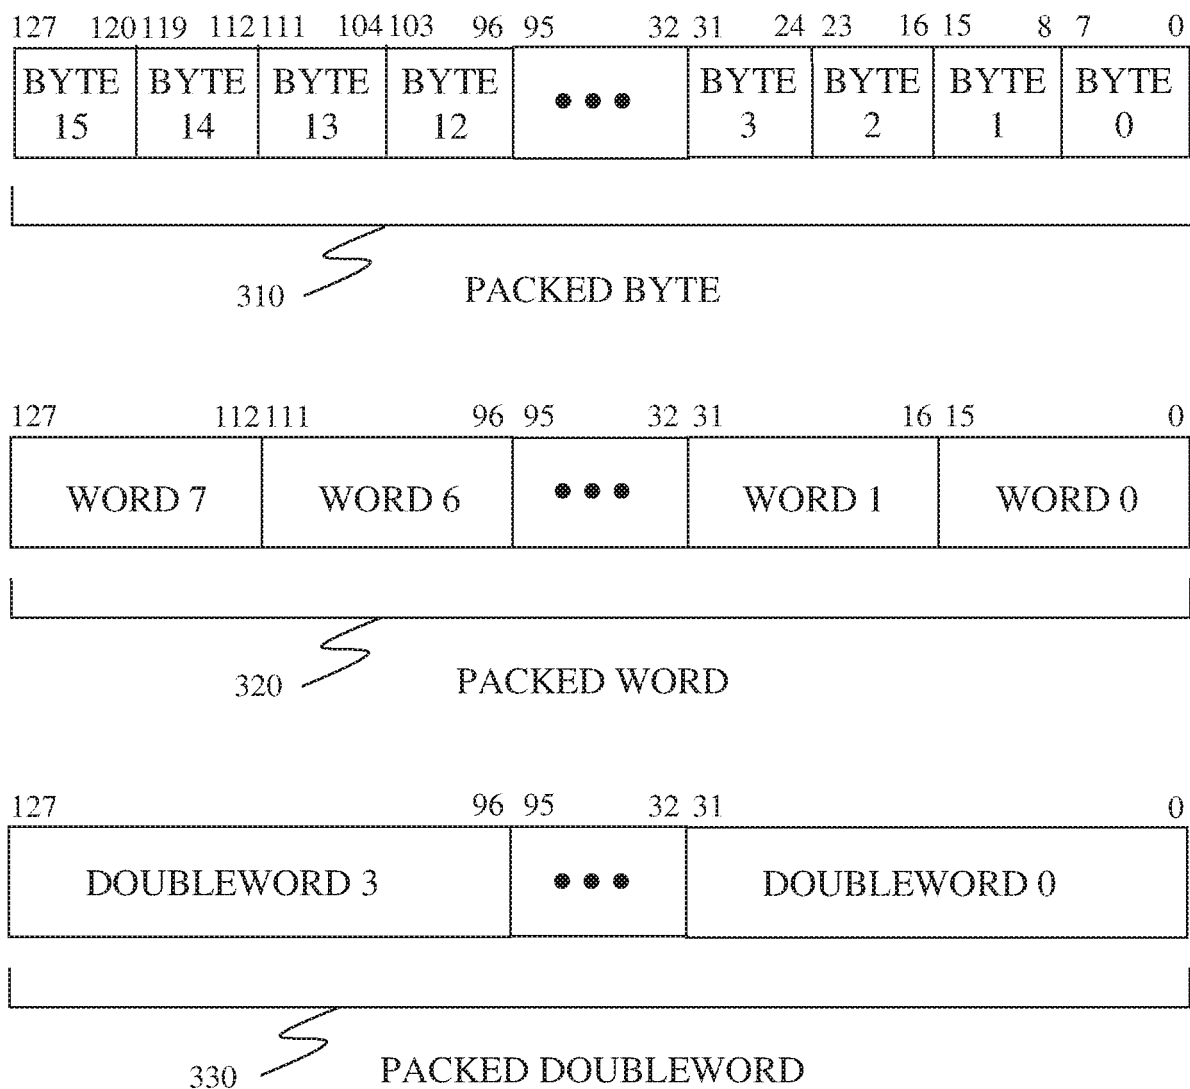 127 120 119 112 111 104 103 96 95 32 31 24 23 16 15 8 7 0
BYTE BYTE BYTE BYTE ••• BYTE BYTE BYTE BYTE
15 14 13 12 3 2 1 0
310 PACKED BYTE
127 112 111 96 95 32 31 16 15 0
WORD 7 WORD 6 ••• WORD 1 WORD 0
320 PACKED WORD
127 96 95 32 31 0
DOUBLEWORD 3 ••• DOUBLEWORD 0
330 PACKED DOUBLEWORD